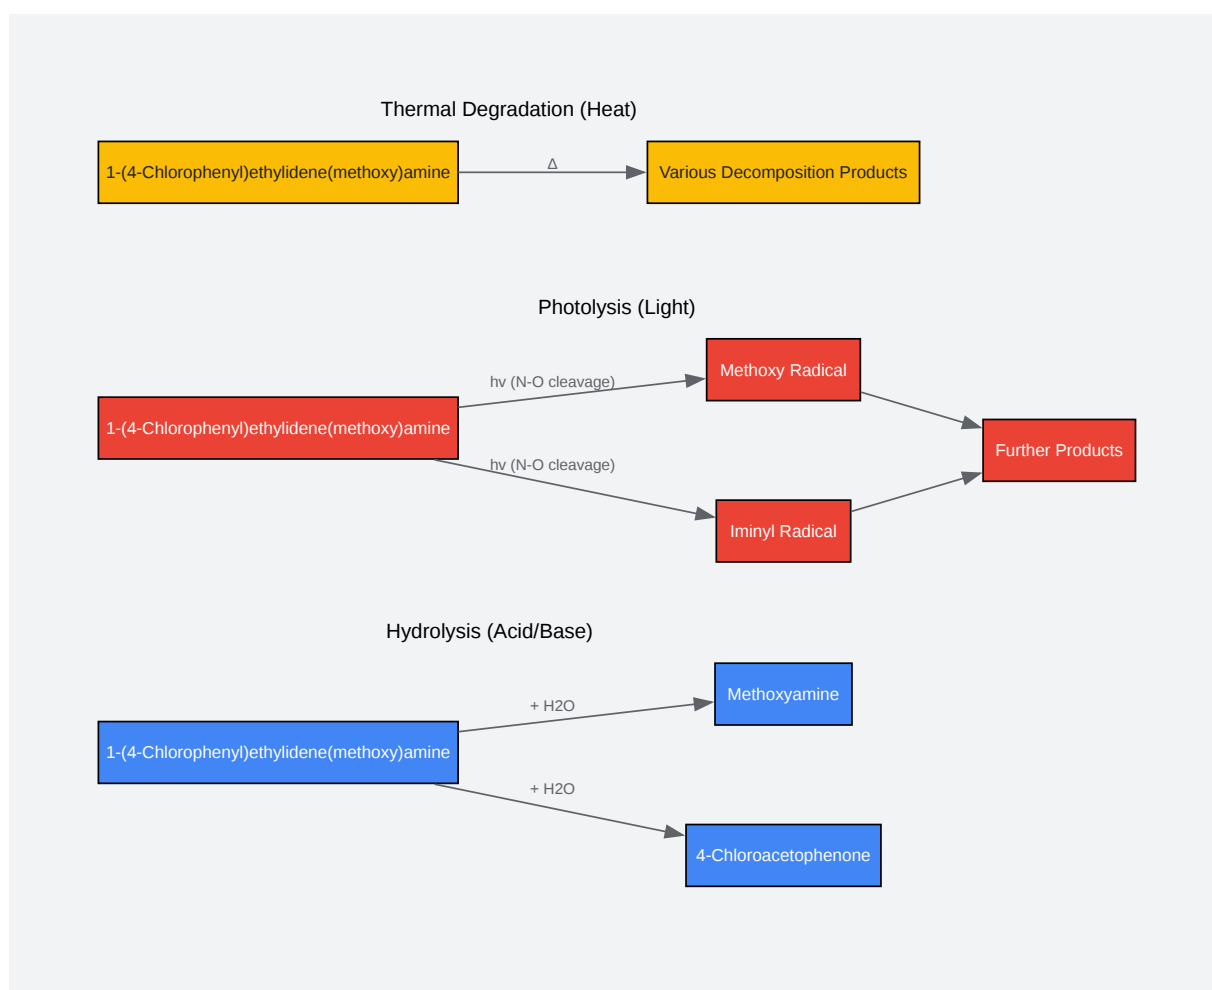 Thermal Degradation (Heat)
1-(4-Chlorophenyl)ethylidene(methoxy)amine
Δ
Various Decomposition Products
Photolysis (Light)
1-(4-Chlorophenyl)ethylidene(methoxy)amine
hv (N-O cleavage)
hv (N-O cleavage)
Methoxy Radical
Iminyl Radical
Further Products
Hydrolysis (Acid/Base)
1-(4-Chlorophenyl)ethylidene(methoxy)amine
+ H2O
+ H2O
Methoxyamine
4-Chloroacetophenone